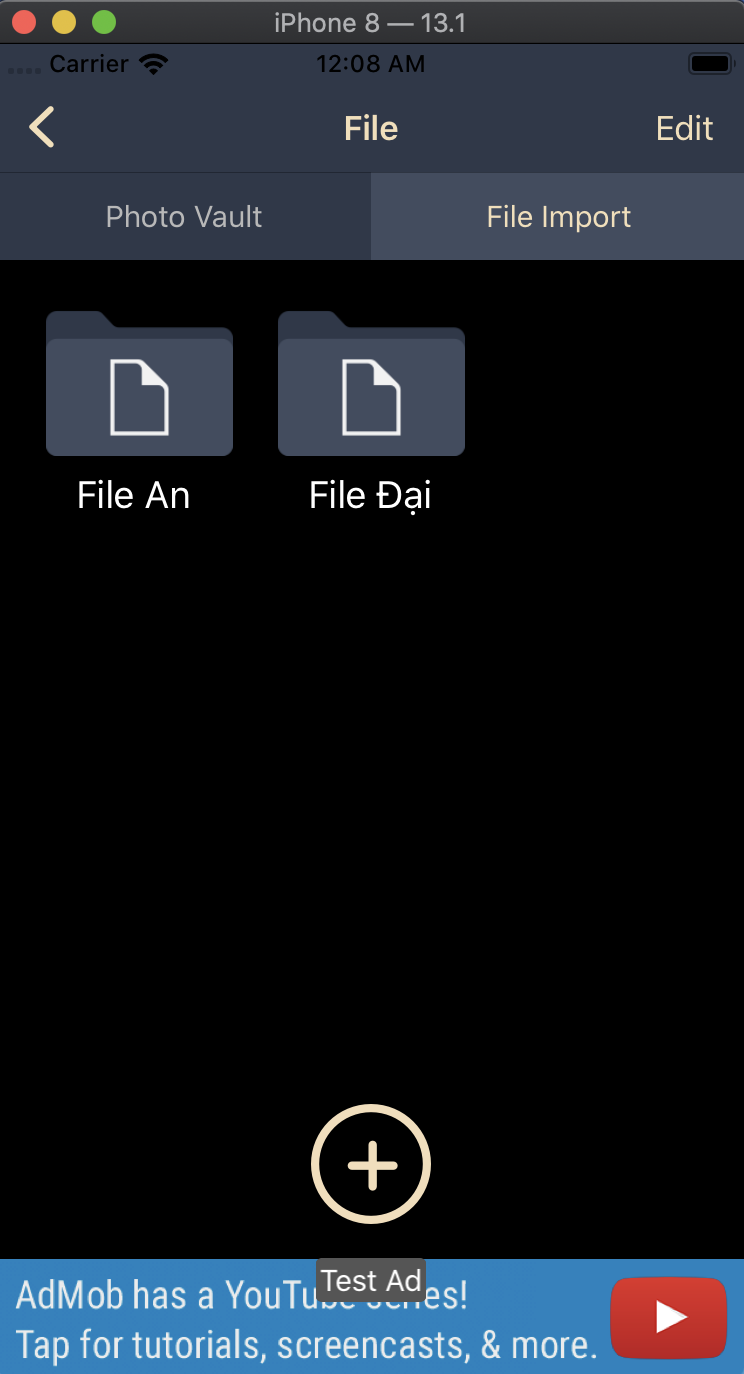 iPhone 8 — 13.1
Carrier 12:08 AM
File Edit
Photo Vault File Import
File An File Đại
Test Ad
AdMob has a YouTube series!
Tap for tutorials, screencasts, & more.